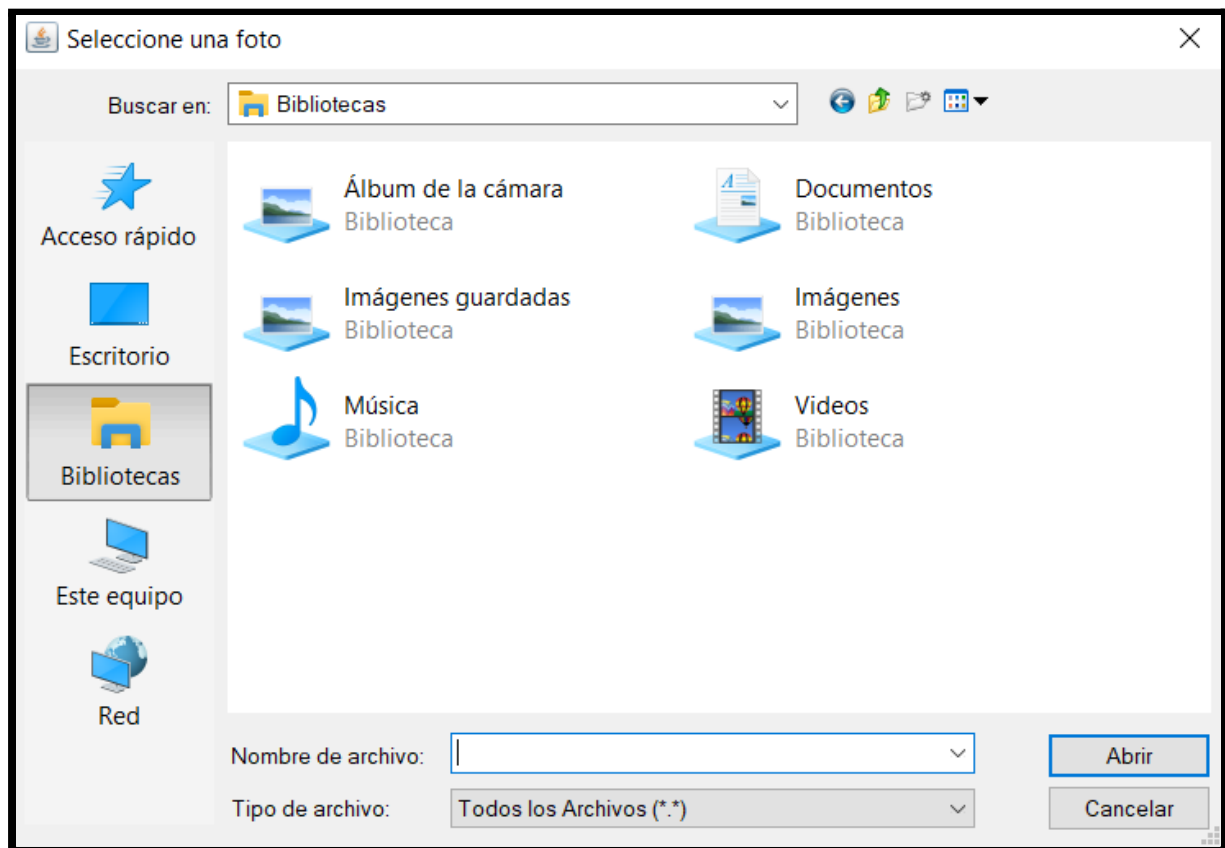 Seleccione una foto
Buscar en:
Bibliotecas
Acceso rápido
Escritorio
Bibliotecas
Este equipo
Red
Álbum de la cámara
Biblioteca
Documentos
Biblioteca
Imágenes guardadas
Biblioteca
Imágenes
Biblioteca
Música
Biblioteca
Videos
Biblioteca
Nombre de archivo:
Abrir
Tipo de archivo:
Todos los Archivos (*.*)
Cancelar